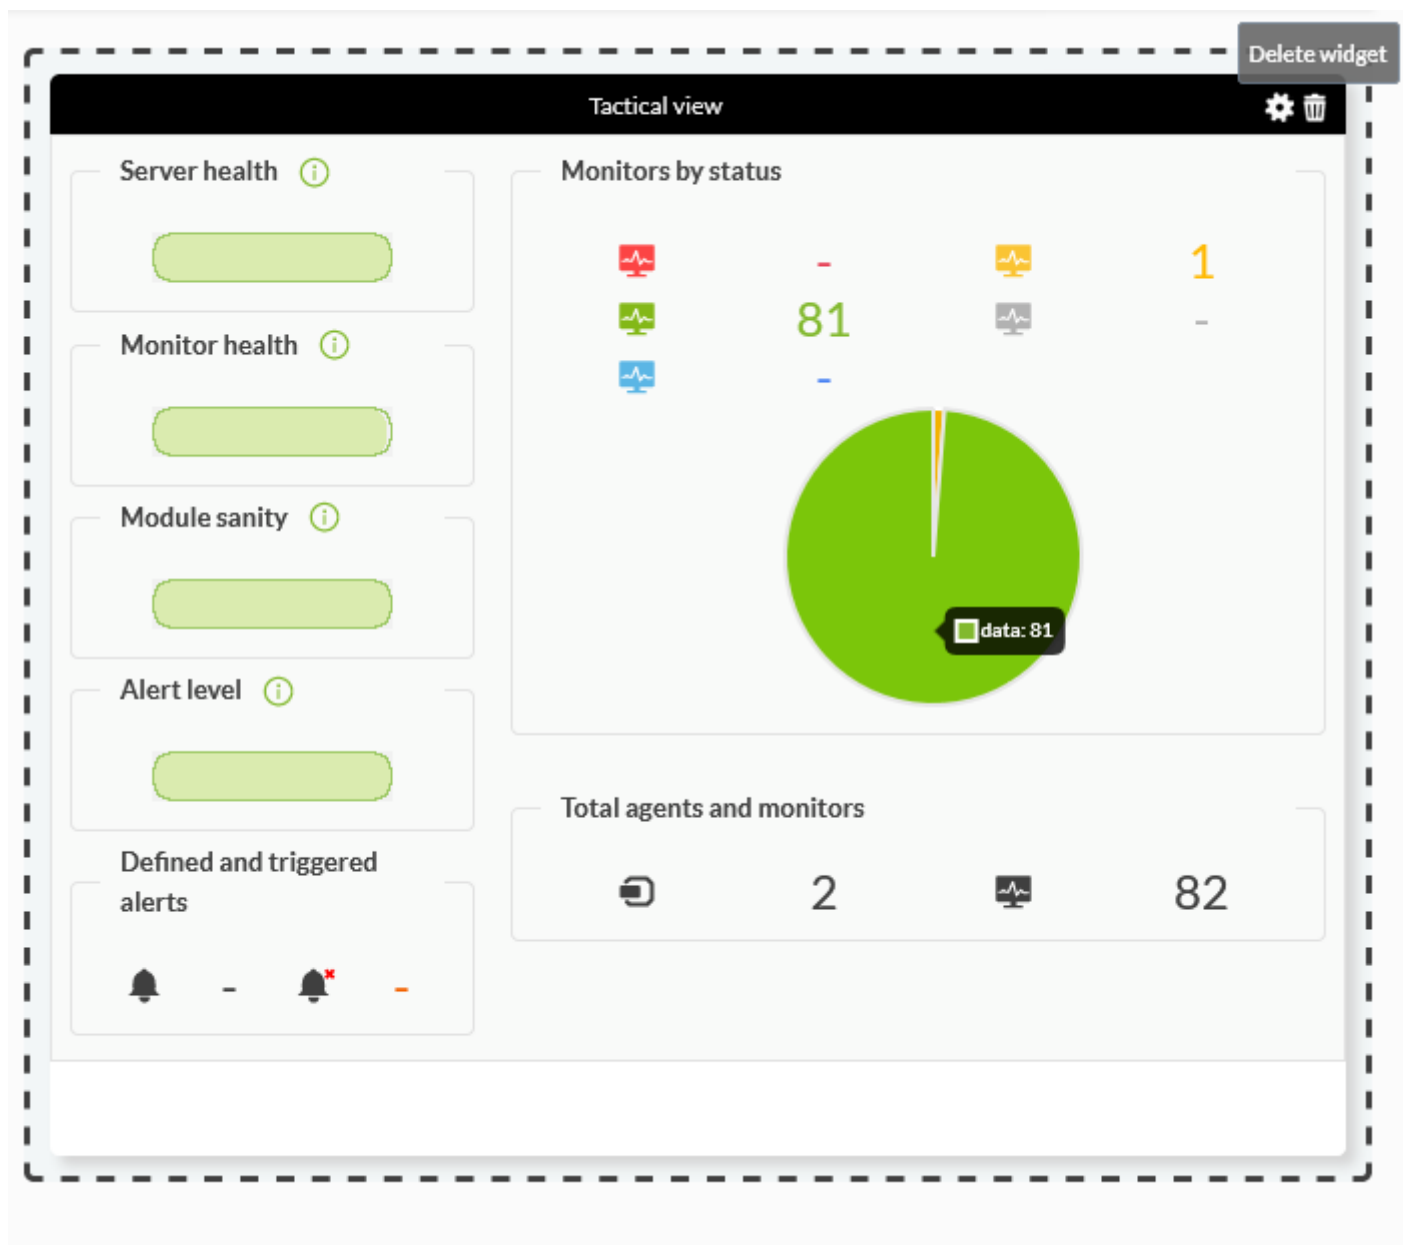 Delete widget
Tactical view
Server health
Monitors by status
- 1
81 -
-
Monitor health
Module sanity
data: 81
Alert level
Total agents and monitors
2 82
Defined and triggered
alerts
- -